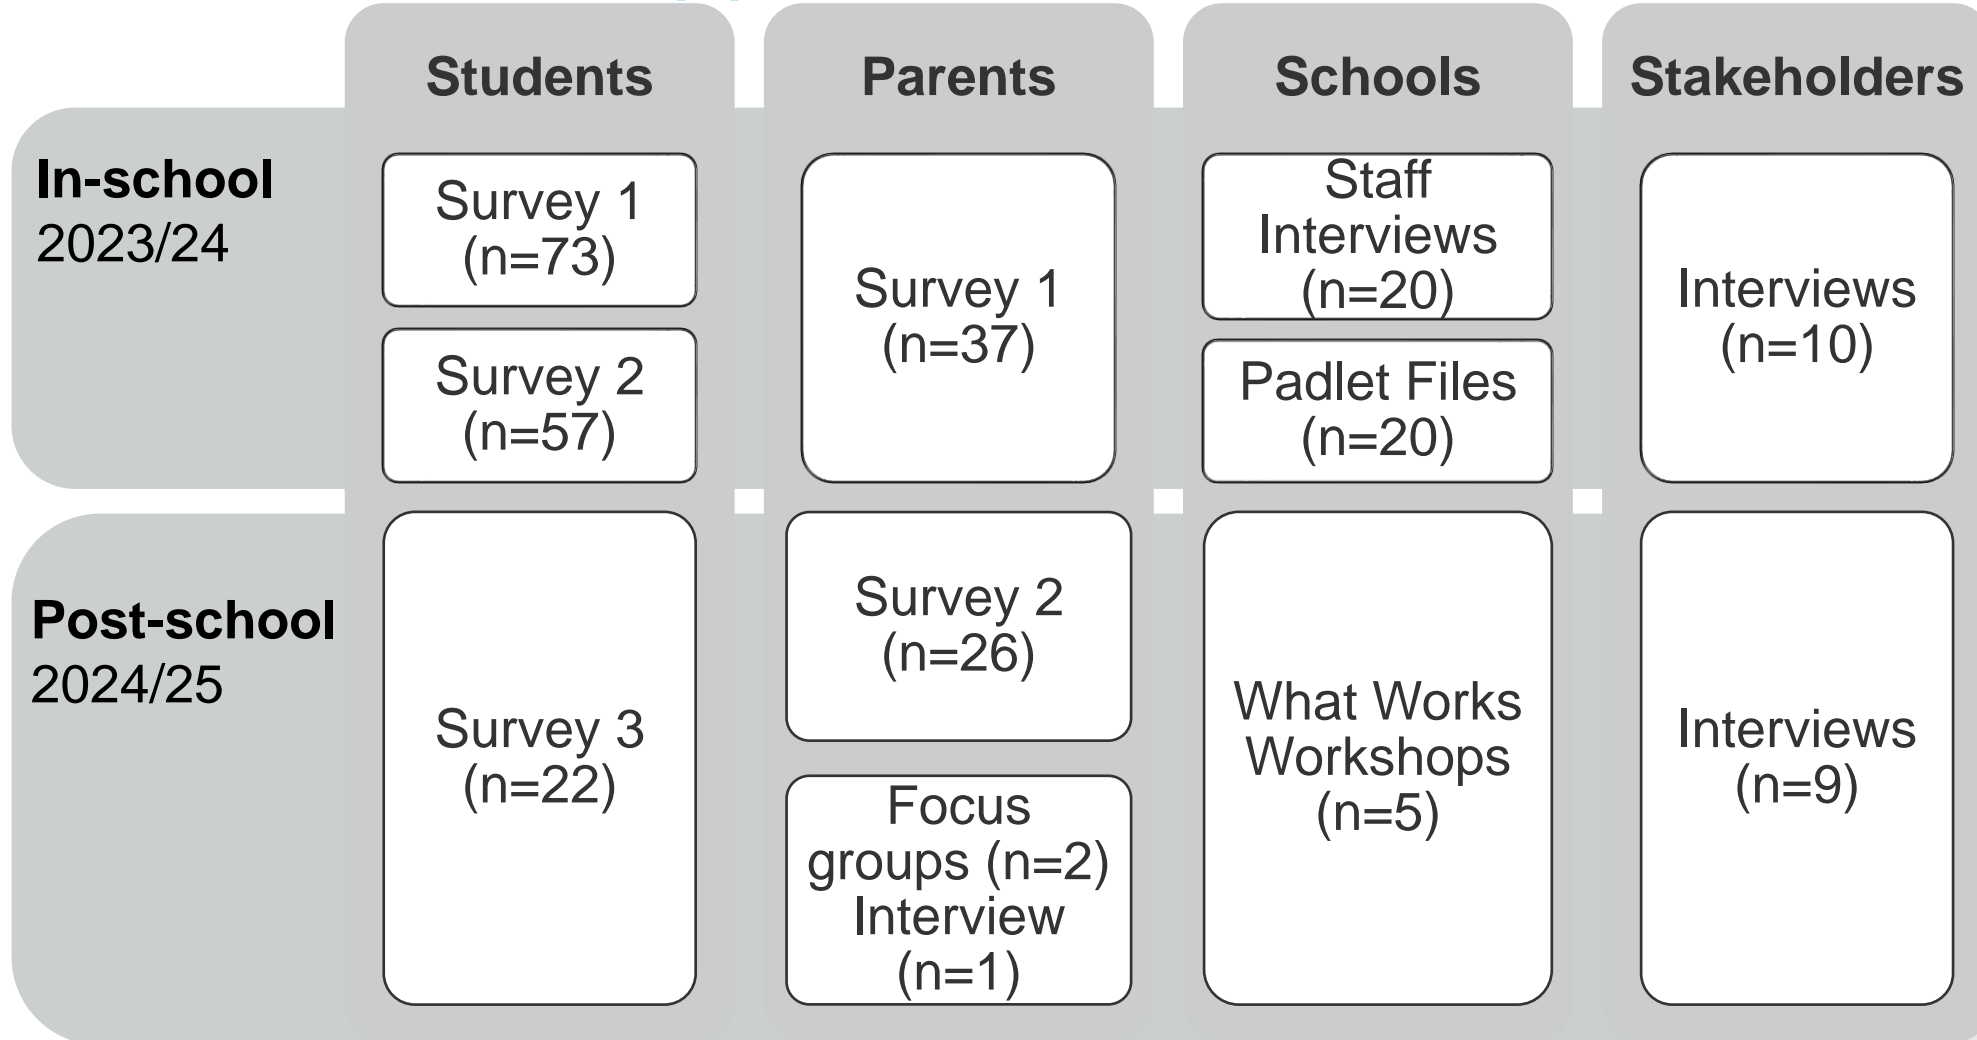 Students
Parents
Schools
Stakeholders
In-school
2023/24
Survey 1
(n=73)
Survey 2
(n=57)
Survey 1
(n=37)
Staff
Interviews
(n=20)
Padlet Files
(n=20)
Interviews
(n=10)
Post-school
2024/25
Survey 3
(n=22)
Survey 2
(n=26)
Focus
groups (n=2)
Interview
(n=1)
What Works
Workshops
(n=5)
Interviews
(n=9)